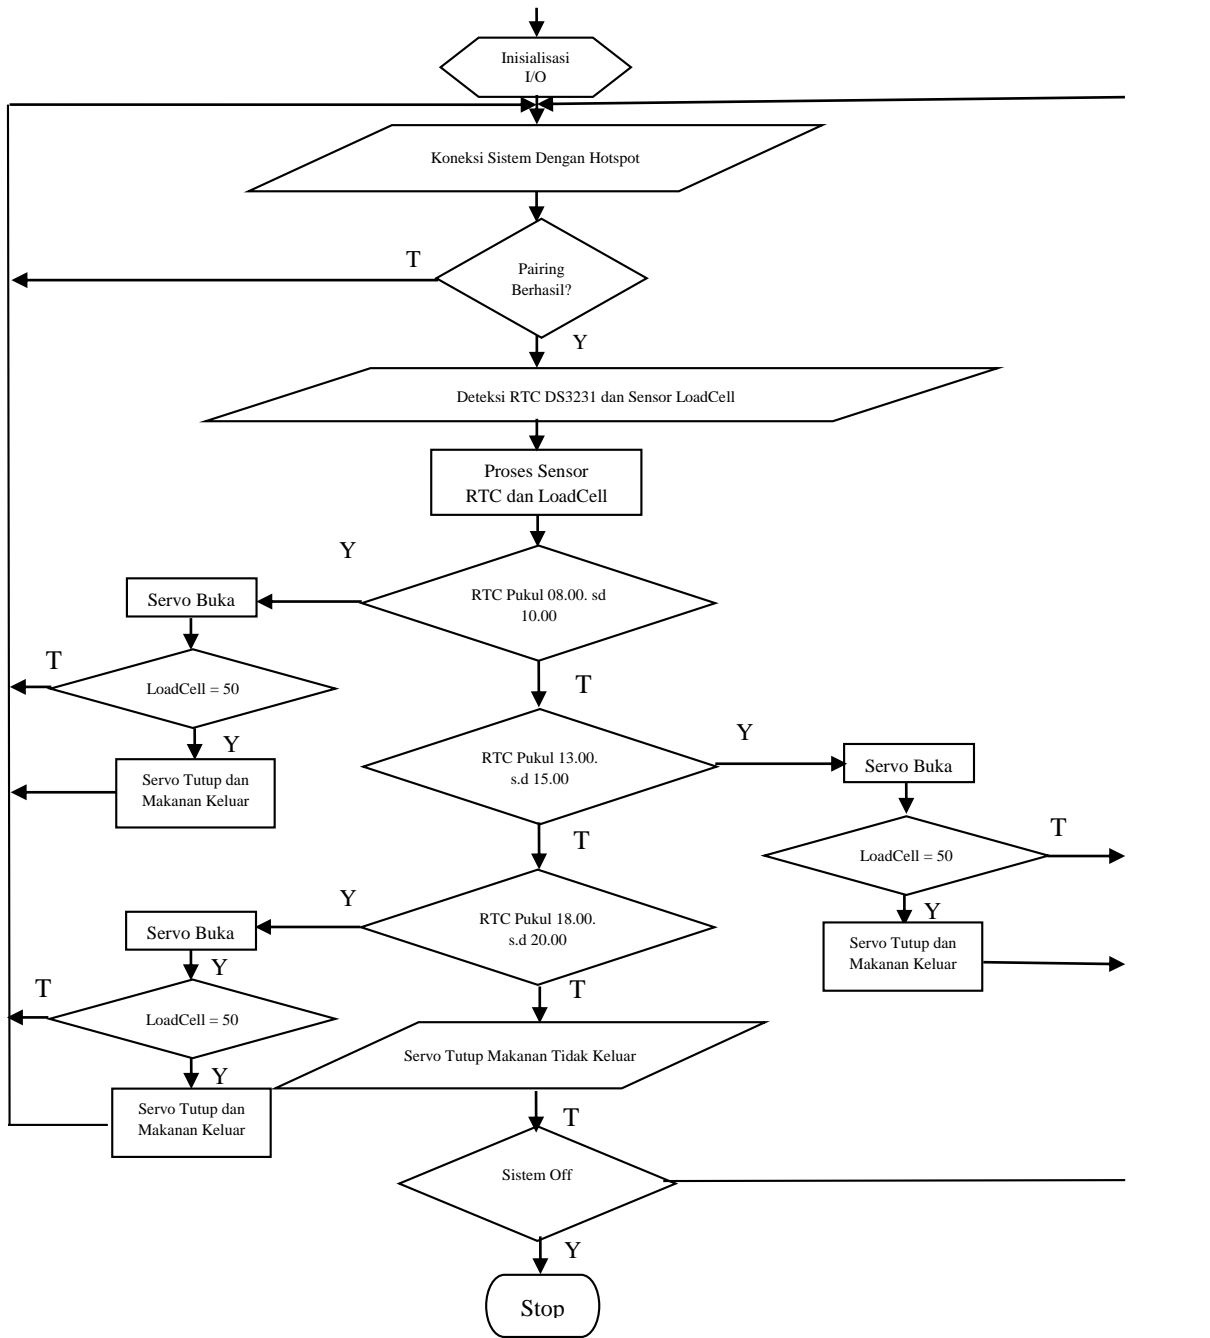 Inisialisasi
I/O
Koneksi Sistem Dengan Hotspot
T
Pairing
Berhasil?
Y
Deteksi RTC DS3231 dan Sensor LoadCell
Proses Sensor
RTC dan LoadCell
Y
RTC Pukul 08.00. sd
10.00
Servo Buka
T
LoadCell = 50
T
Y
Servo Tutup dan
Makanan Keluar
RTC Pukul 13.00.
s.d 15.00
Y
Servo Buka
T
LoadCell = 50
T
Y
Servo Tutup dan
Makanan Keluar
RTC Pukul 18.00.
s.d 20.00
Y
Servo Buka
Y
T
LoadCell = 50
Y
Servo Tutup dan
Makanan Keluar
T
Servo Tutup Makanan Tidak Keluar
T
Sistem Off
Y
Stop